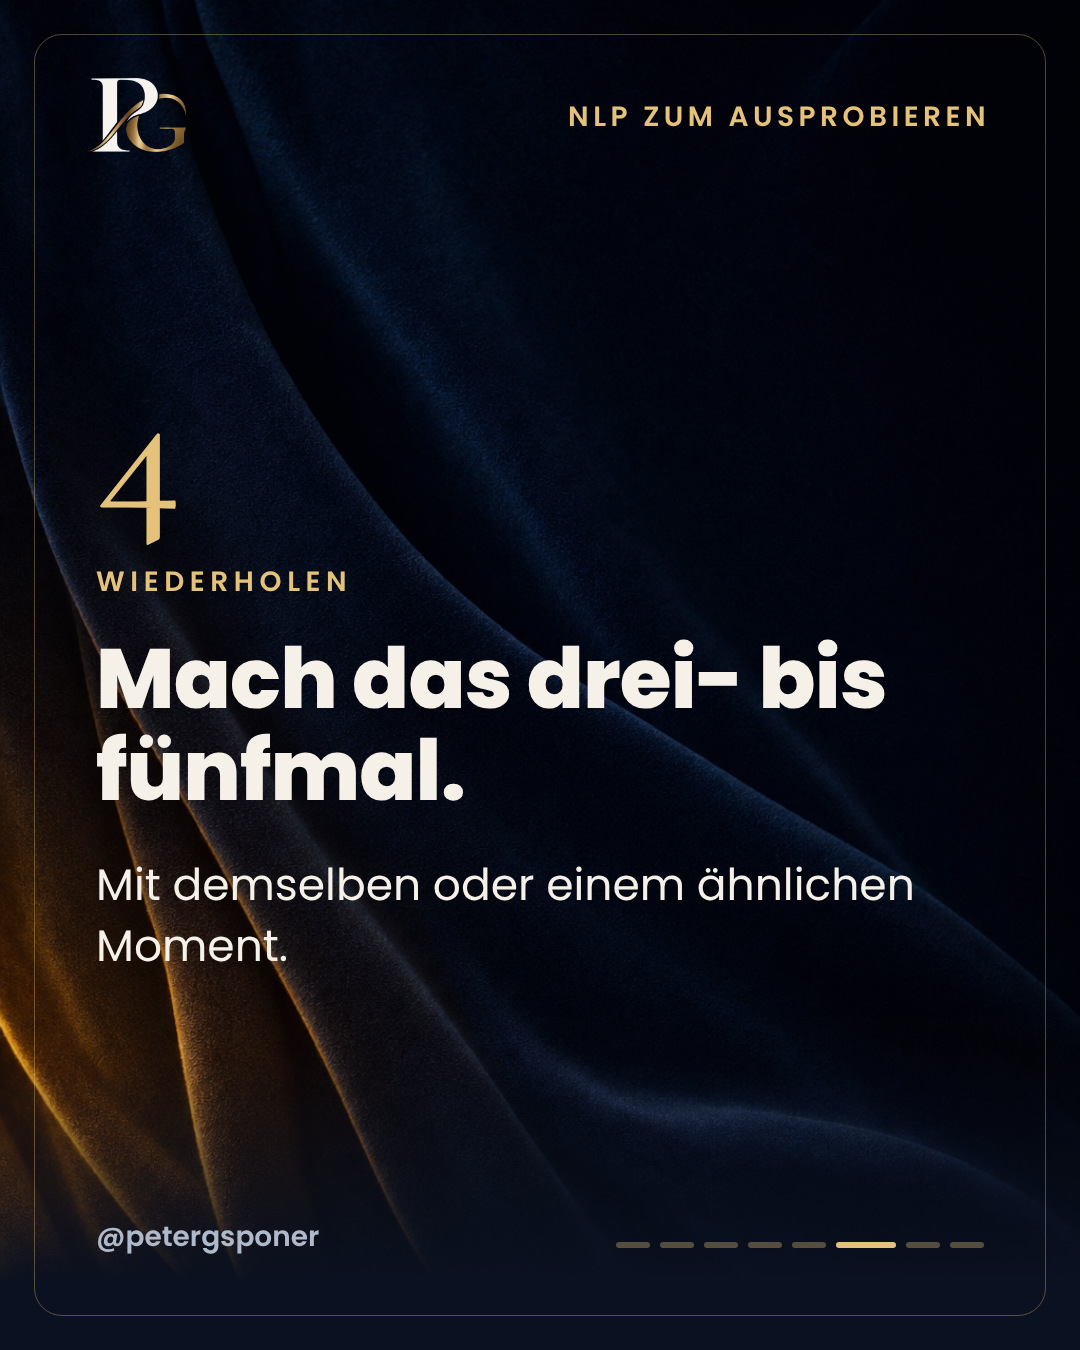 PG
NLP ZUM AUSPROBIEREN
4
WIEDERHOLEN
Mach das drei- bis
fünfmal.
Mit demselben oder einem ähnlichen
Moment.
@petergsponer